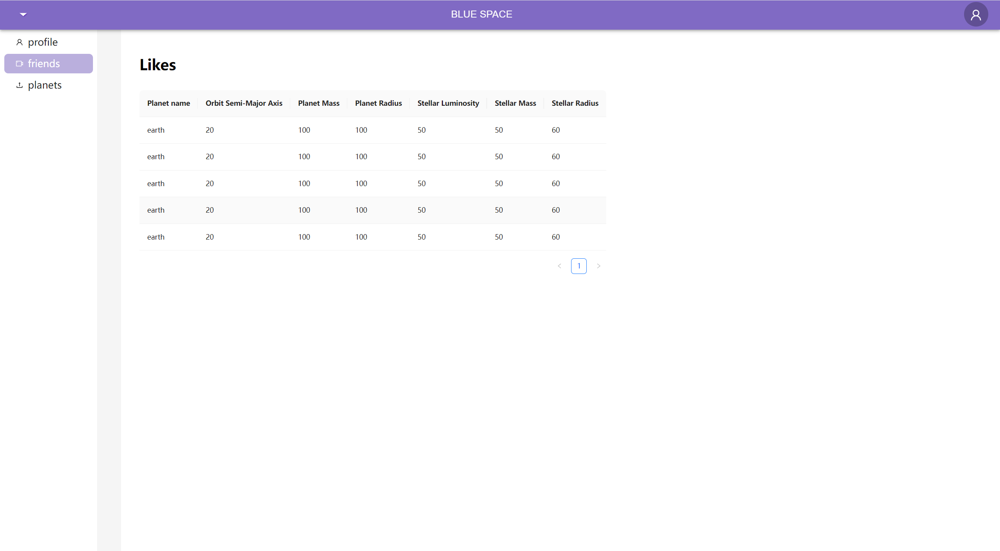 BLUE SPACE
profile
friends
planets
Likes
Planet name Orbit Semi-Major Axis Planet Mass Planet Radius Stellar Luminosity Stellar Mass Stellar Radius
earth 20 100 100 50 50 60
earth 20 100 100 50 50 60
earth 20 100 100 50 50 60
earth 20 100 100 50 50 60
earth 20 100 100 50 50 60
1